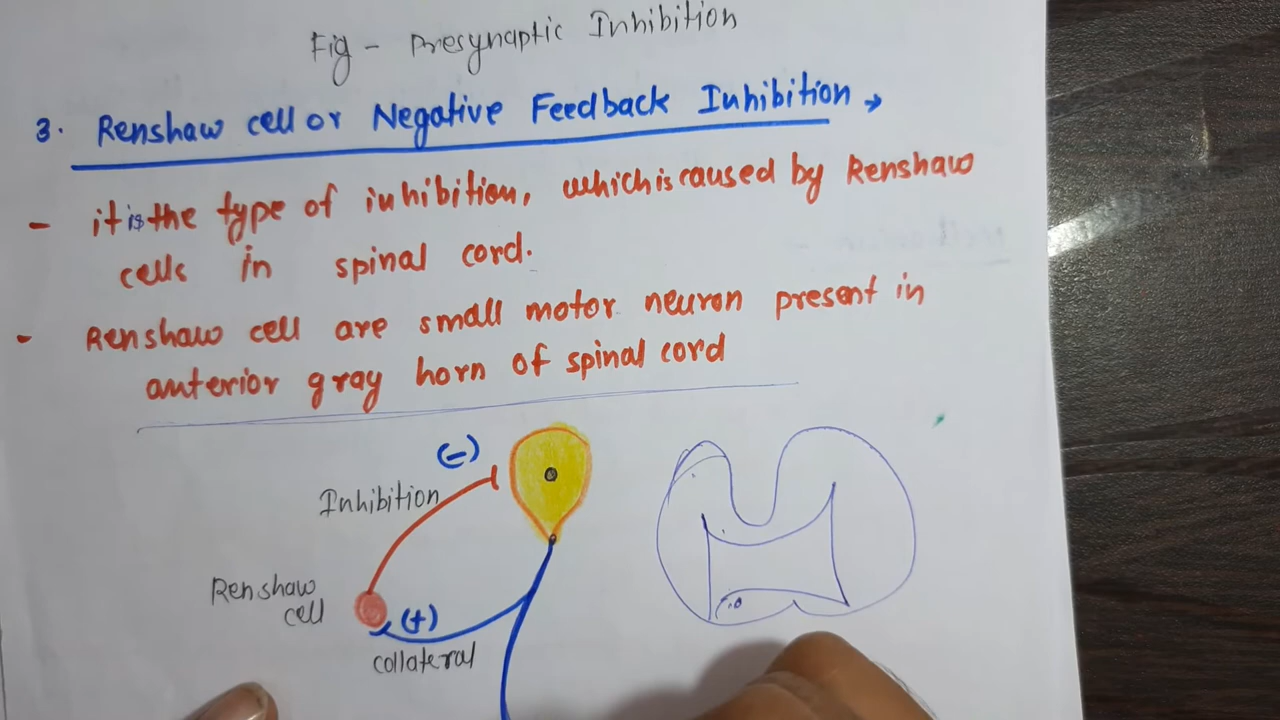 Fig - Presynaptic Inhibition
3. Renshaw cell or Negative Feedback Inhibition →
- it is the type of inhibition, which is caused by Renshaw
cells in spinal cord.
- Renshaw cell are small motor neuron present in
anterior gray horn of spinal cord
(-)
Inhibition
Renshaw
cell
(+)
collateral